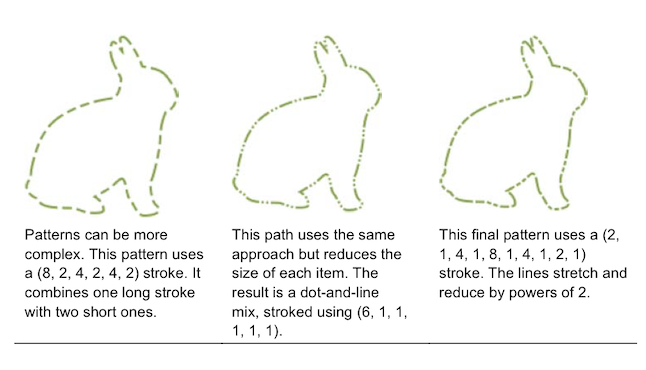 Patterns can be more
complex. This pattern uses
a (8, 2, 4, 2, 4, 2) stroke. It
combines one long stroke
with two short ones.
This path uses the same
approach but reduces the
size of each item. The
result is a dot-and-line
mix, stroked using (6, 1, 1,
1, 1, 1).
This final pattern uses a (2,
1, 4, 1, 8, 1, 4, 1, 2, 1)
stroke. The lines stretch and
reduce by powers of 2.